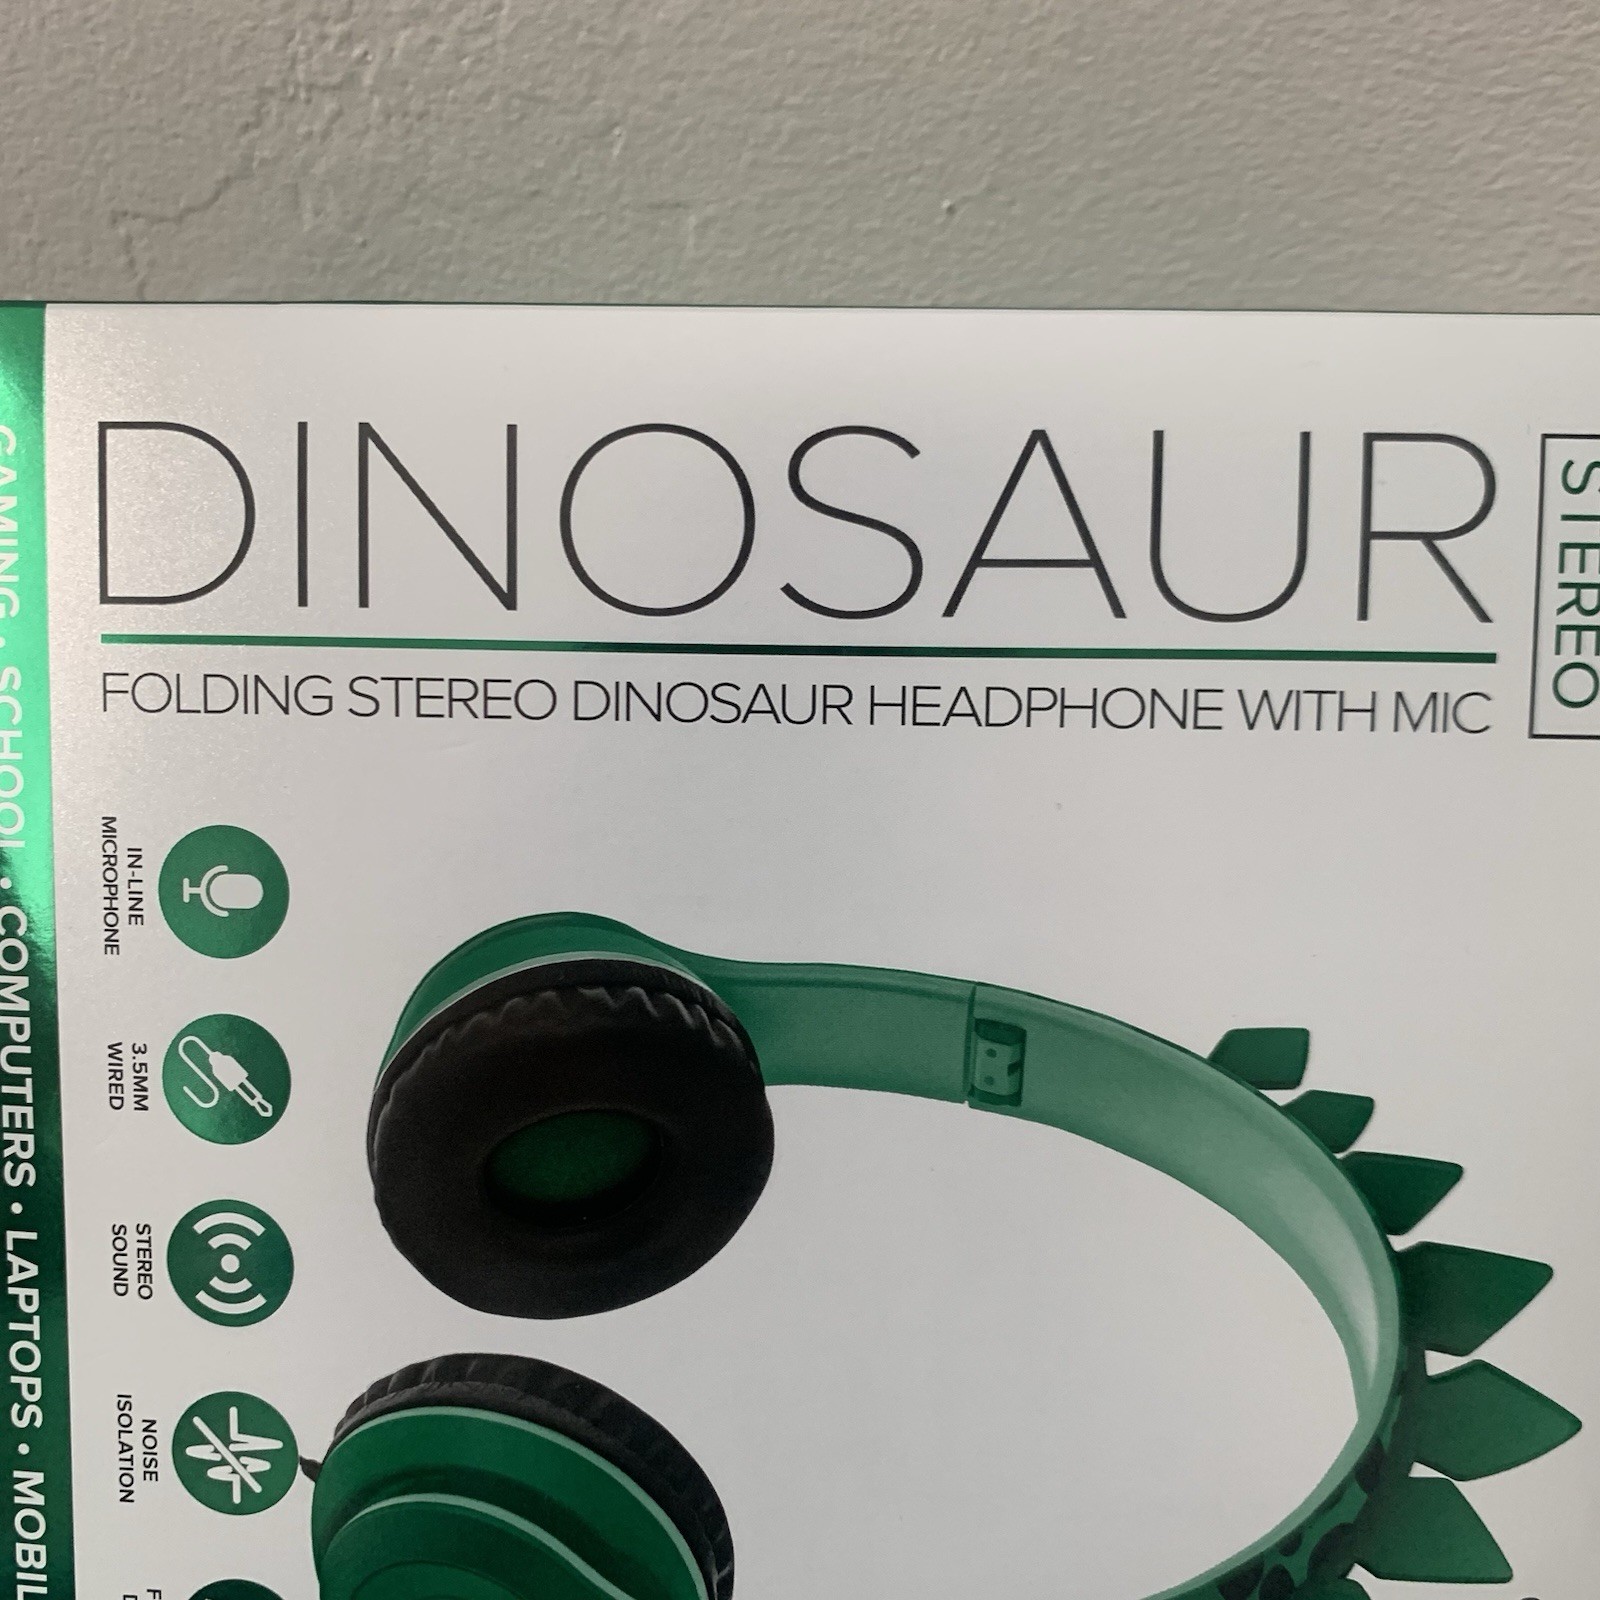 DINOSAUR
FOLDING STEREO DINOSAUR HEADPHONE WITH MIC
STEREO
IN-LINE
MICROPHONE
3.5MM
WIRED
STEREO
SOUND
NOISE
ISOLATION
GAMING • SCHOOL • COMPUTERS • LAPTOPS •